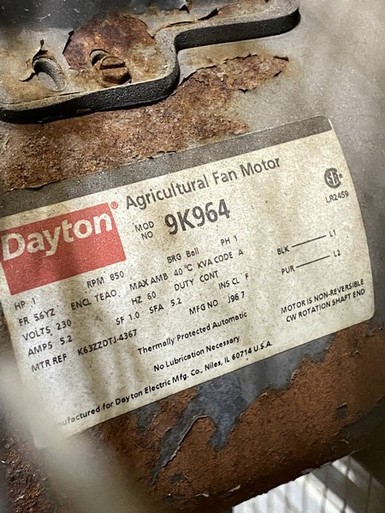 Dayton®
Agricultural Fan Motor
MOD NO 9K964
LR2459
HP 1 RPM 850 BRG Ball PH 1
FR 56YZ ENCL TEAO MAX AMB 40°C KVA CODE A
VOLTS 230 HZ 60 DUTY CONT
AMPS 5.2 SF 1.0 SFA 5.2 INS CL F
MTR REF K63ZZDTJ-4367 MFG NO J967
BLK L1
PUR L2
Thermally Protected Automatic
MOTOR IS NON-REVERSIBLE
CW ROTATION SHAFT END
No Lubrication Necessary
nufactured for Dayton Electric Mfg. Co., Niles, IL 60714 U.S.A.